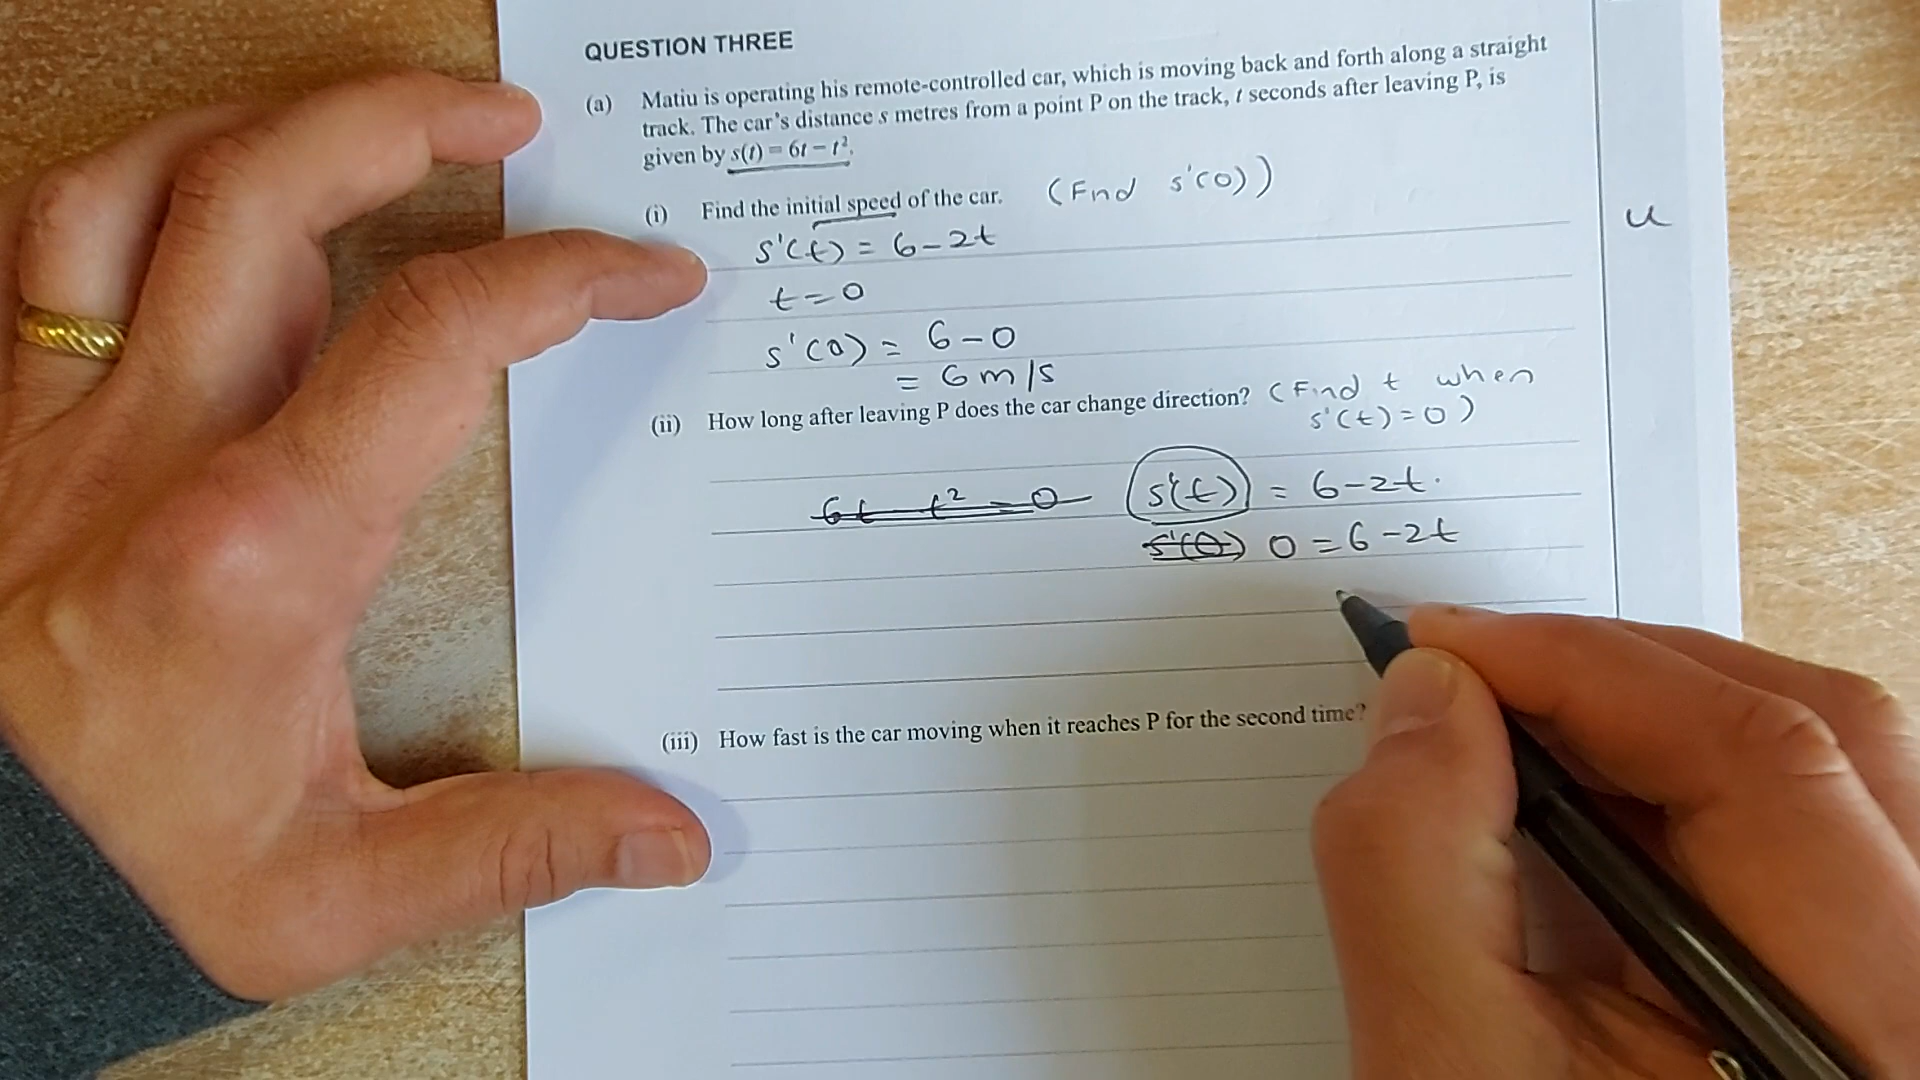 QUESTION THREE
(a) Matiu is operating his remote-controlled car, which is moving back and forth along a straight
track. The car's distance s metres from a point P on the track, t seconds after leaving P, is
given by s(t) = 6t – t².
(i) Find the initial speed of the car. (Fnd s'(0))
s'(t) = 6-2t
t=0
s'(0) = 6-0
= 6m/s
(ii) How long after leaving P does the car change direction? (Find t when
s'(t)=0)
6t - t² = 0 s'(t) = 6-2t.
s'(0) 0 = 6-2t
(iii) How fast is the car moving when it reaches P for the second time?
u